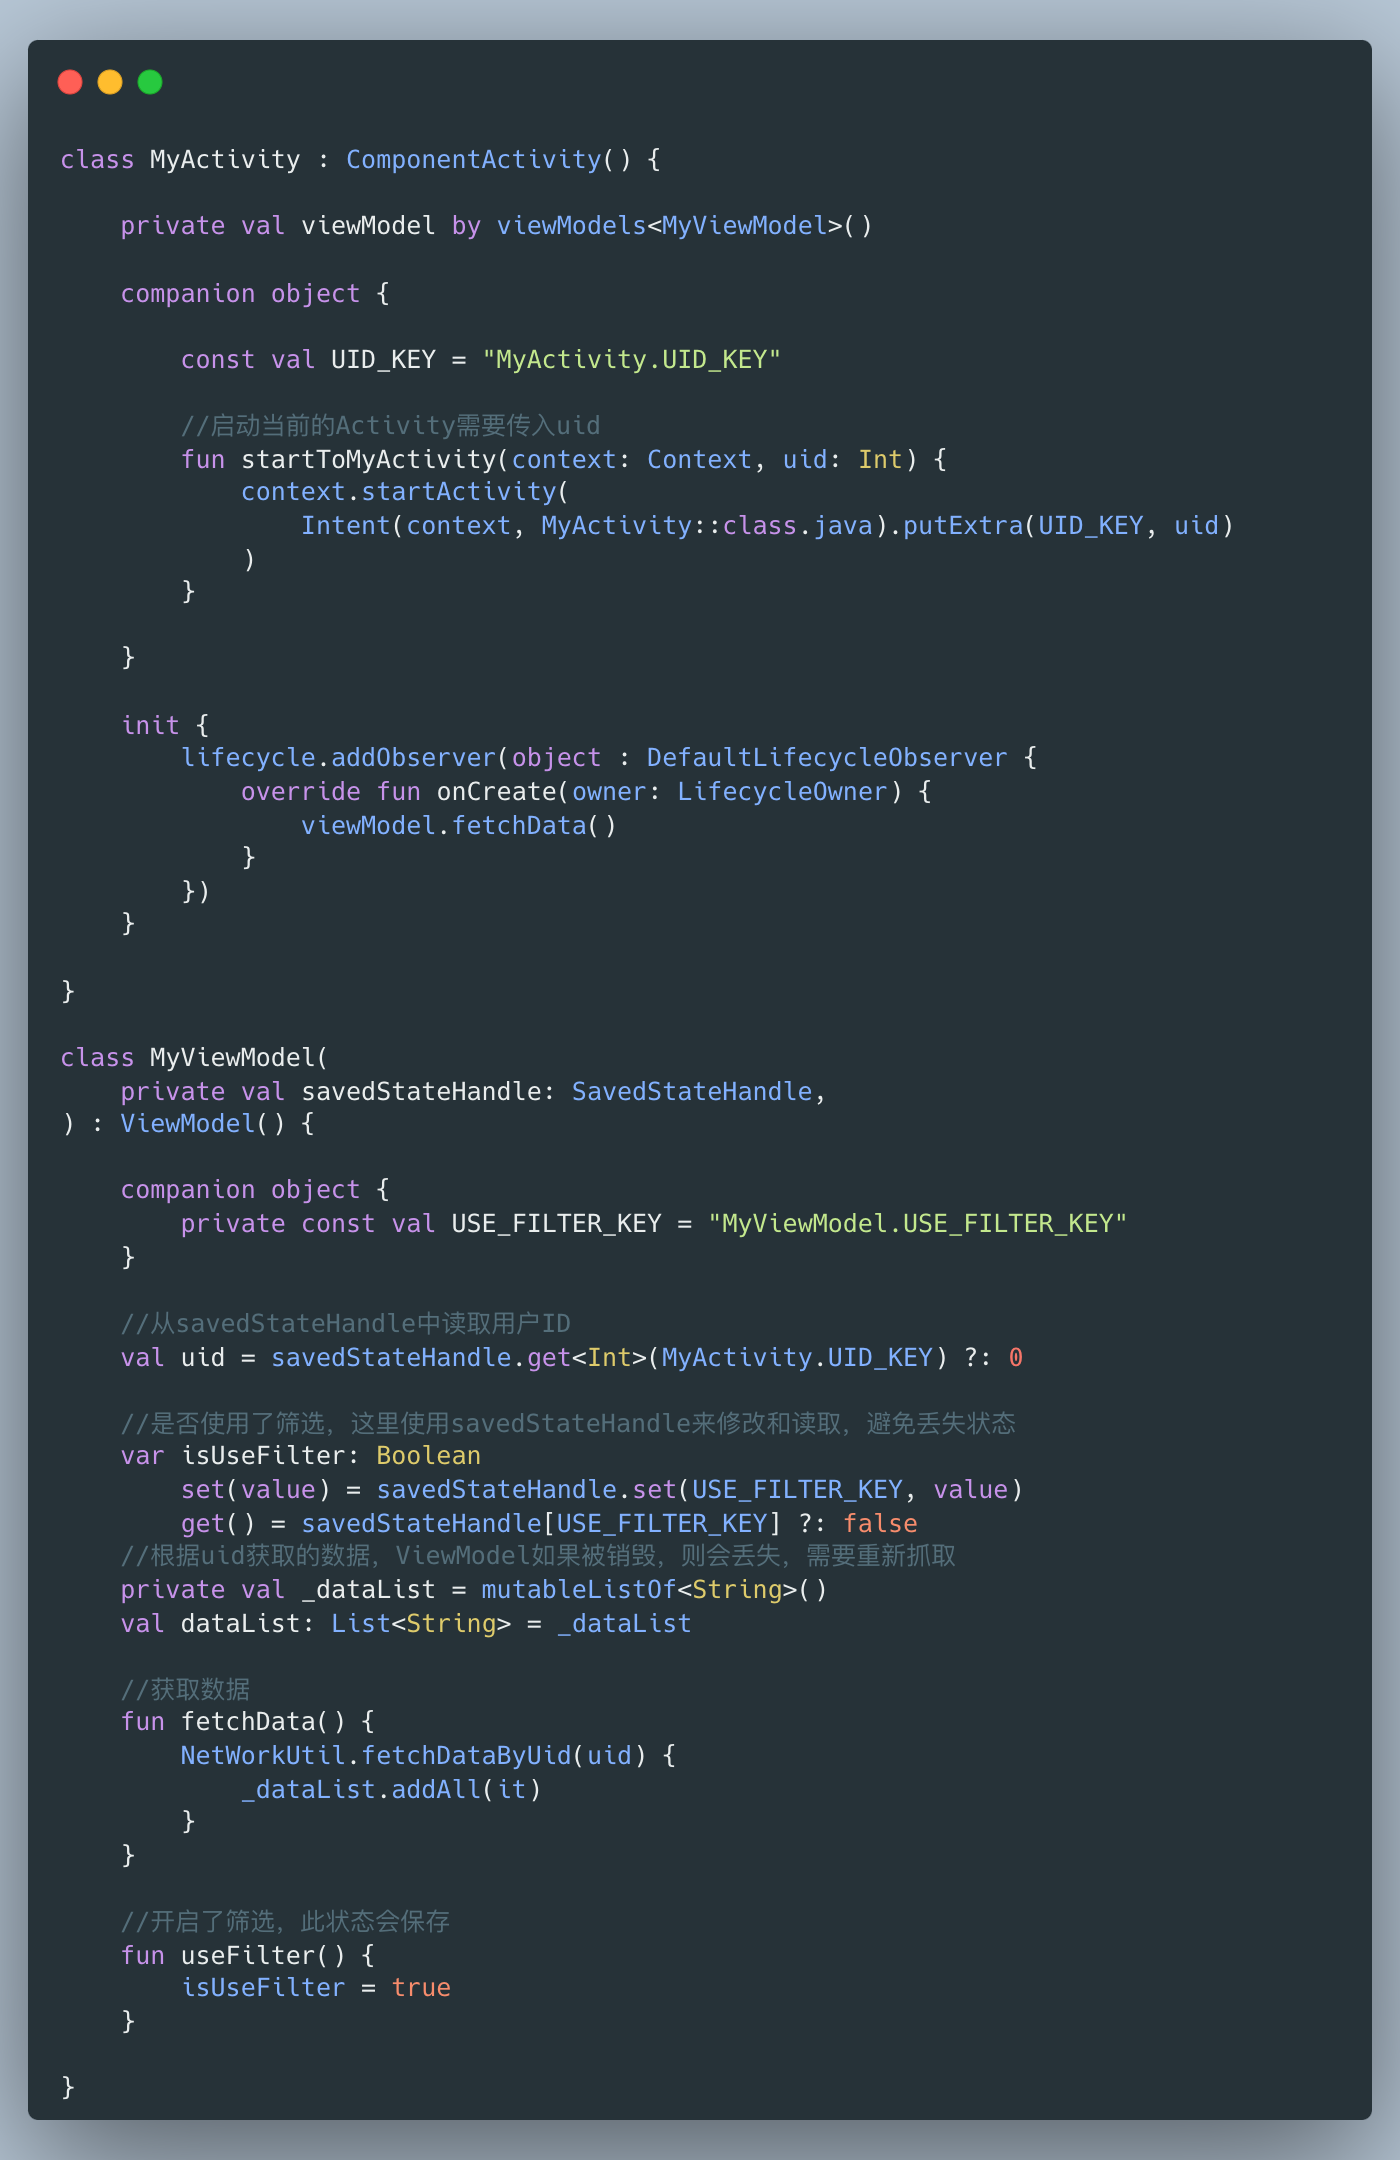 class MyActivity : ComponentActivity() {
    private val viewModel by viewModels<MyViewModel>()
    companion object {
        const val UID_KEY = "MyActivity.UID_KEY"
        //启动当前的Activity需要传入uid
        fun startToMyActivity(context: Context, uid: Int) {
            context.startActivity(
                Intent(context, MyActivity::class.java).putExtra(UID_KEY, uid)
            )
        }
    }
    init {
        lifecycle.addObserver(object : DefaultLifecycleObserver {
            override fun onCreate(owner: LifecycleOwner) {
                viewModel.fetchData()
            }
        })
    }
}
class MyViewModel(
    private val savedStateHandle: SavedStateHandle,
) : ViewModel() {
    companion object {
        private const val USE_FILTER_KEY = "MyViewModel.USE_FILTER_KEY"
    }
    //从savedStateHandle中读取用户ID
    val uid = savedStateHandle.get<Int>(MyActivity.UID_KEY) ?: 0
    //是否使用了筛选，这里使用savedStateHandle来修改和读取，避免丢失状态
    var isUseFilter: Boolean
        set(value) = savedStateHandle.set(USE_FILTER_KEY, value)
        get() = savedStateHandle[USE_FILTER_KEY] ?: false
    //根据uid获取的数据，ViewModel如果被销毁，则会丢失，需要重新抓取
    private val _dataList = mutableListOf<String>()
    val dataList: List<String> = _dataList
    //获取数据
    fun fetchData() {
        NetWorkUtil.fetchDataByUid(uid) {
            _dataList.addAll(it)
        }
    }
    //开启了筛选，此状态会保存
    fun useFilter() {
        isUseFilter = true
    }
}